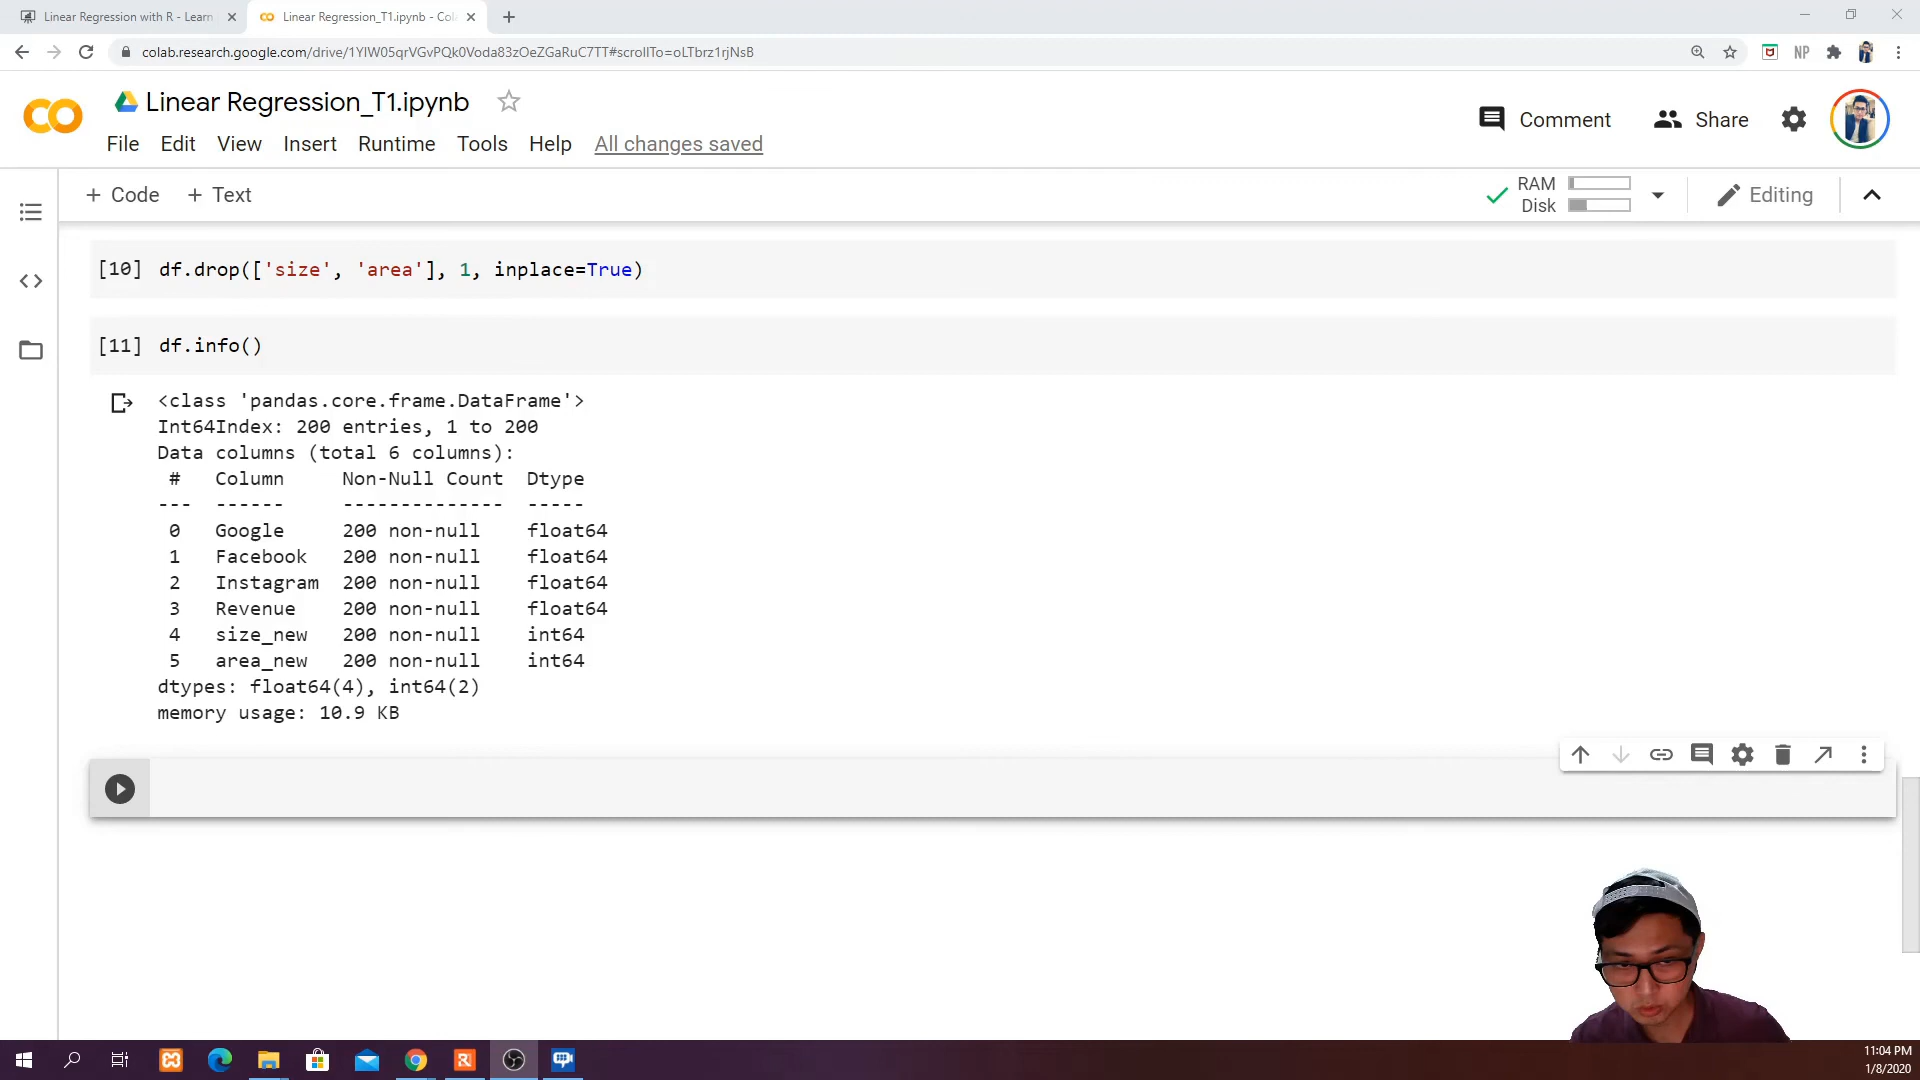 Linear Regression with R - Learn
Linear Regression_T1.ipynb - Col
colab.research.google.com/drive/1YIW05qrVGvPQk0Voda83zOeZGaRuC7TT#scrollTo=oLTbrz1rjNsB
NP
Linear Regression_T1.ipynb
Comment
Share
File Edit View Insert Runtime Tools Help All changes saved
+ Code + Text
RAM
Disk
Editing
[10] df.drop(['size', 'area'], 1, inplace=True)
[11] df.info()
<class 'pandas.core.frame.DataFrame'>
Int64Index: 200 entries, 1 to 200
Data columns (total 6 columns):
# Column Non-Null Count Dtype
--- ------ -------------- -----
0 Google 200 non-null float64
1 Facebook 200 non-null float64
2 Instagram 200 non-null float64
3 Revenue 200 non-null float64
4 size_new 200 non-null int64
5 area_new 200 non-null int64
dtypes: float64(4), int64(2)
memory usage: 10.9 KB
11:04 PM
1/8/2020